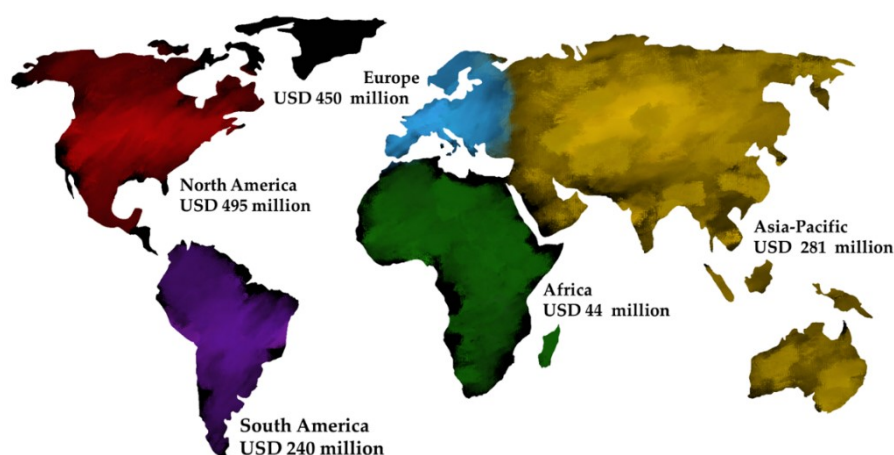 Europe
USD 450 million
North America
USD 495 million
Asia-Pacific
USD 281 million
Africa
USD 44 million
South America
USD 240 million